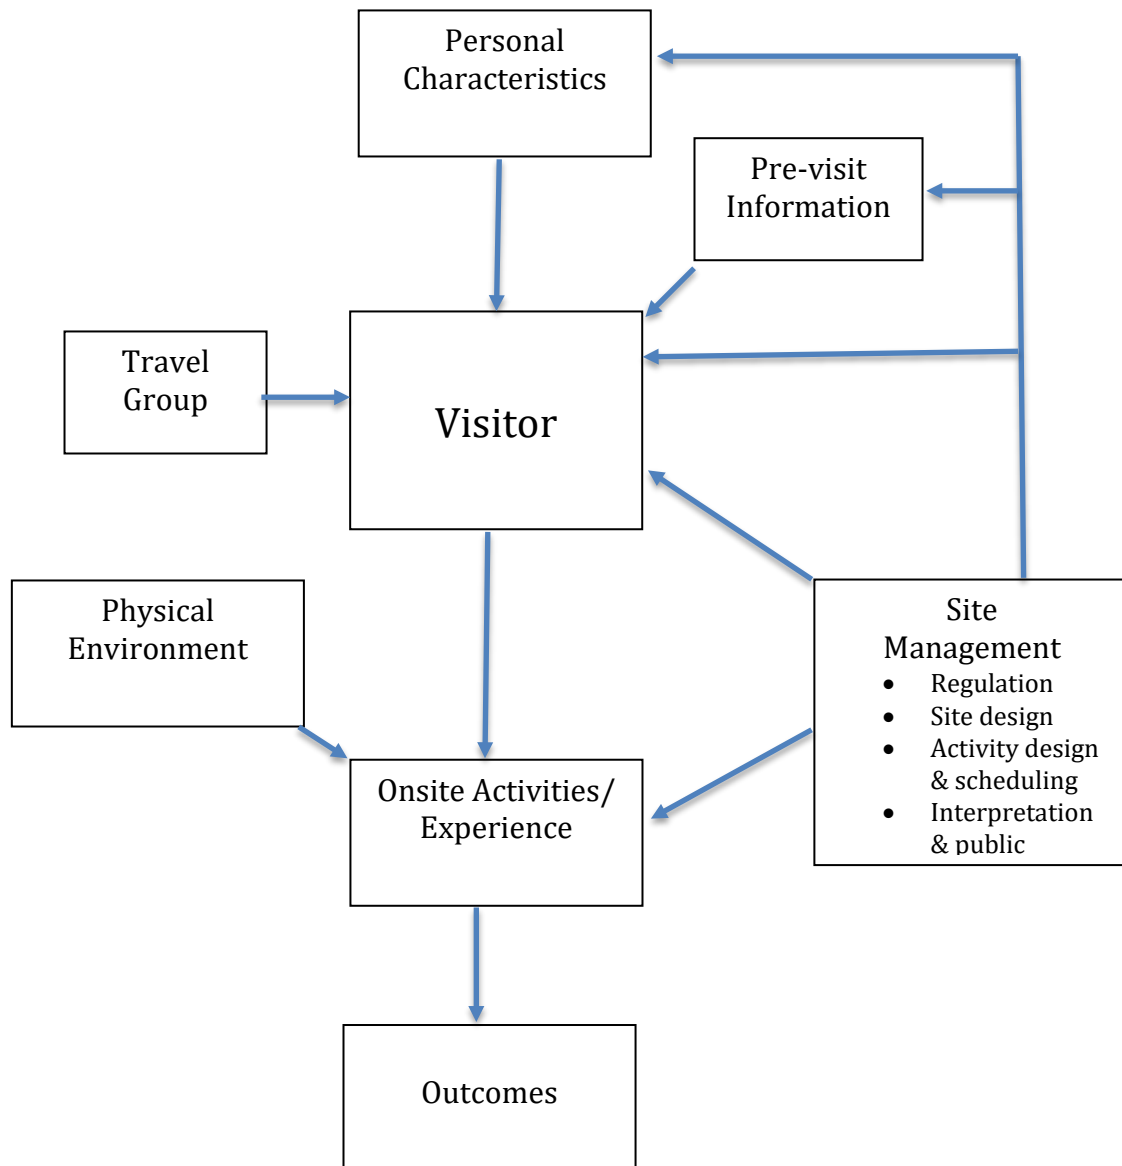 Personal
Characteristics
Pre-visit
Information
Travel
Group
Visitor
Physical
Environment
Site
Management
• Regulation
• Site design
• Activity design
& scheduling
• Interpretation
& public
Onsite Activities/
Experience
Outcomes